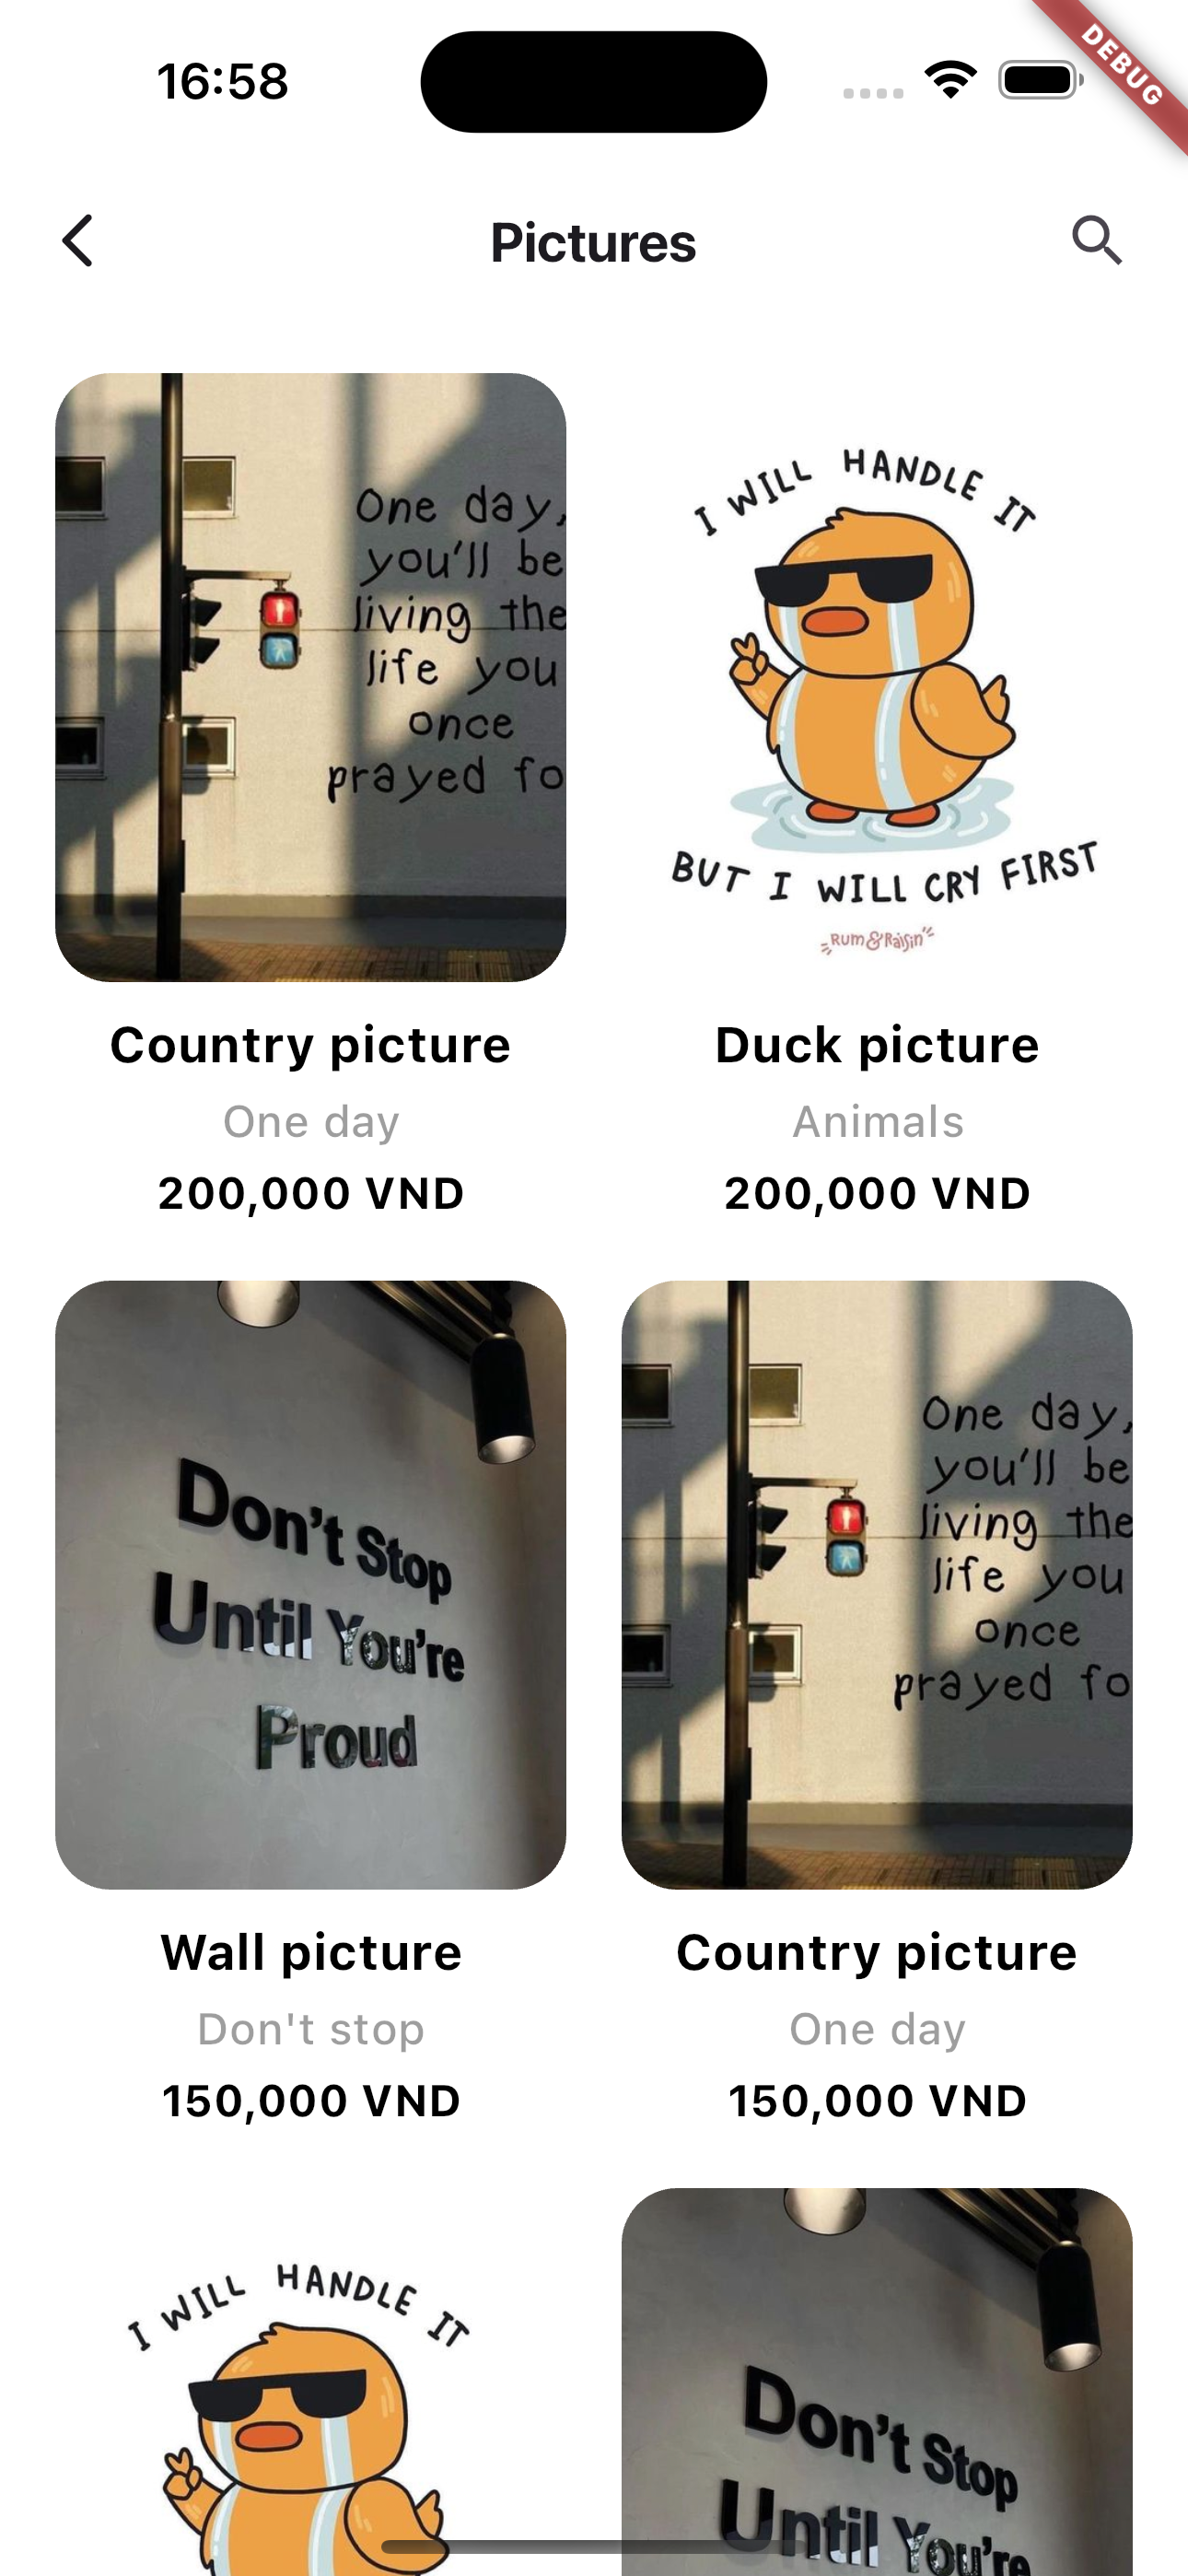 16:58
DEBUG
Pictures
One day,
you'll be
living the
life you
once
prayed fo
I WILL HANDLE IT
BUT I WILL CRY FIRST
Rum & Raisin
Country picture
One day
200,000 VND
Duck picture
Animals
200,000 VND
Don't Stop
Until You're
Proud
One day,
you'll be
living the
life you
once
prayed fo
Wall picture
Don't stop
150,000 VND
Country picture
One day
150,000 VND
I WILL HANDLE IT
Don't Stop
Until You're